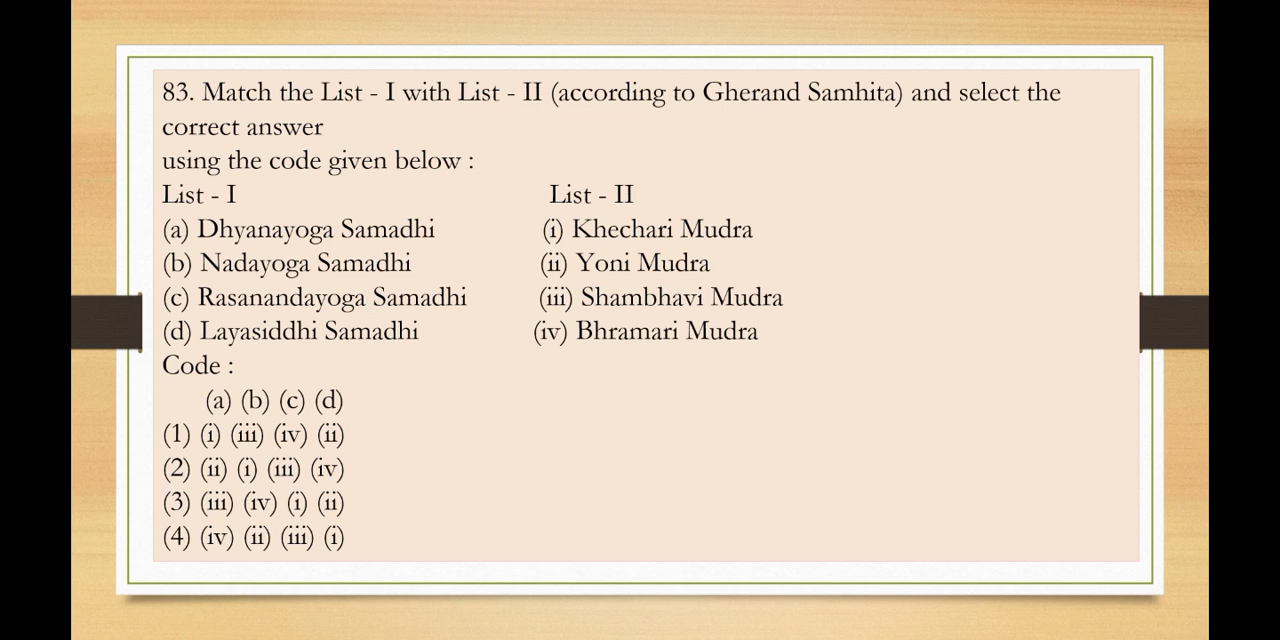 83. Match the List - I with List - II (according to Gherand Samhita) and select the
correct answer
using the code given below :
List - I List - II
(a) Dhyanayoga Samadhi (i) Khechari Mudra
(b) Nadayoga Samadhi (ii) Yoni Mudra
(c) Rasanandayoga Samadhi (iii) Shambhavi Mudra
(d) Layasiddhi Samadhi (iv) Bhramari Mudra
Code :
(a) (b) (c) (d)
(1) (i) (iii) (iv) (ii)
(2) (ii) (i) (iii) (iv)
(3) (iii) (iv) (i) (ii)
(4) (iv) (ii) (iii) (i)